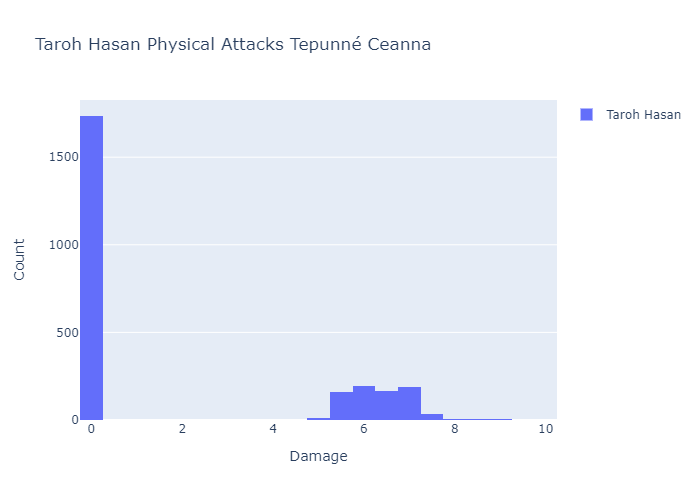 Taroh Hasan Physical Attacks Tepunné Ceanna
Taroh Hasan
1500
1000
500
0
Count
0 2 4 6 8 10
Damage